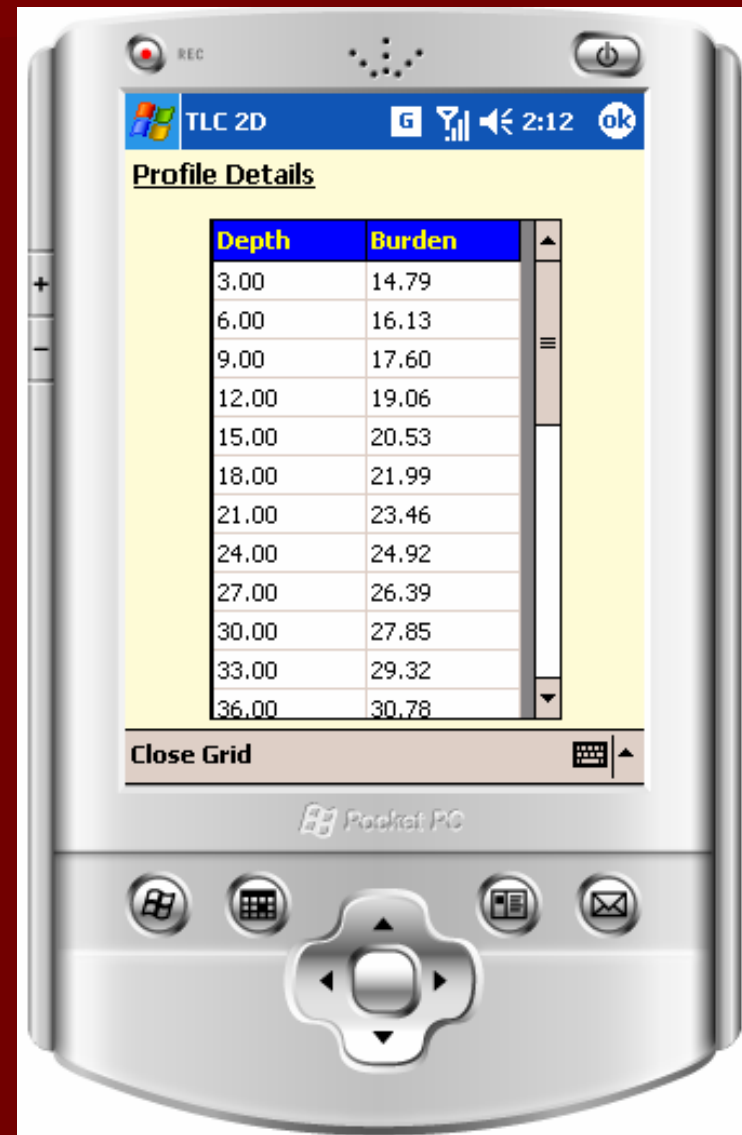 REC
TLC 2D G 2:12 ok
Profile Details
Depth Burden
3.00 14.79
6.00 16.13
9.00 17.60
12.00 19.06
15.00 20.53
18.00 21.99
21.00 23.46
24.00 24.92
27.00 26.39
30.00 27.85
33.00 29.32
36.00 30.78
Close Grid
Pocket PC
+
−